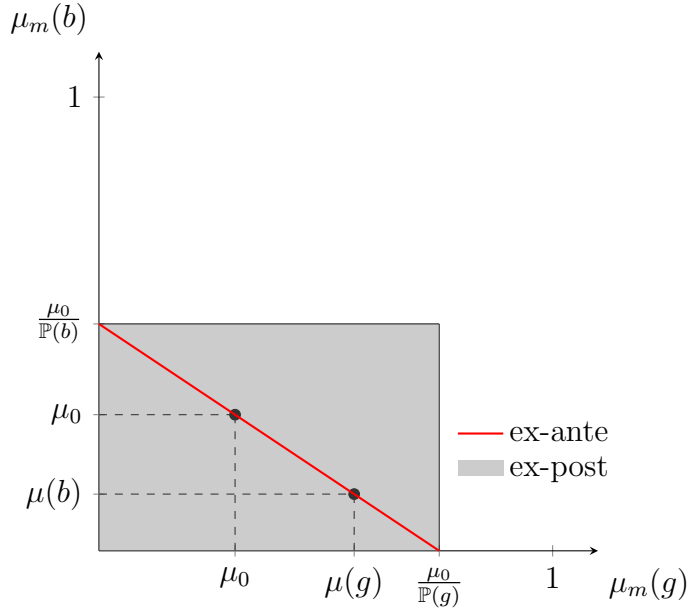 μ_m(b)
1
μ_0/ℙ(b)
μ_0
μ(b)
ex-ante
ex-post
μ_0
μ(g)
μ_0/ℙ(g)
1
μ_m(g)